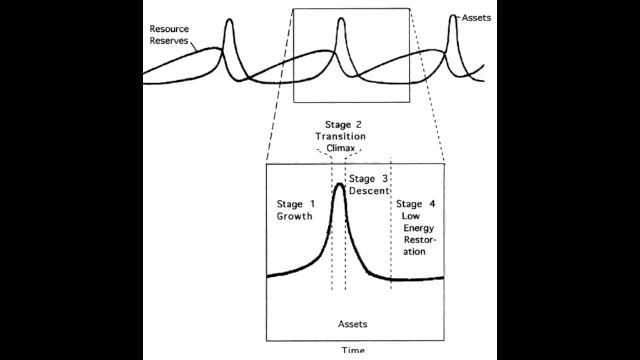 Resource
Reserves
Assets
Stage 2
Transition
Climax
Stage 1
Growth
Stage 3
Descent
Stage 4
Low
Energy
Restor-
ation
Assets
Time